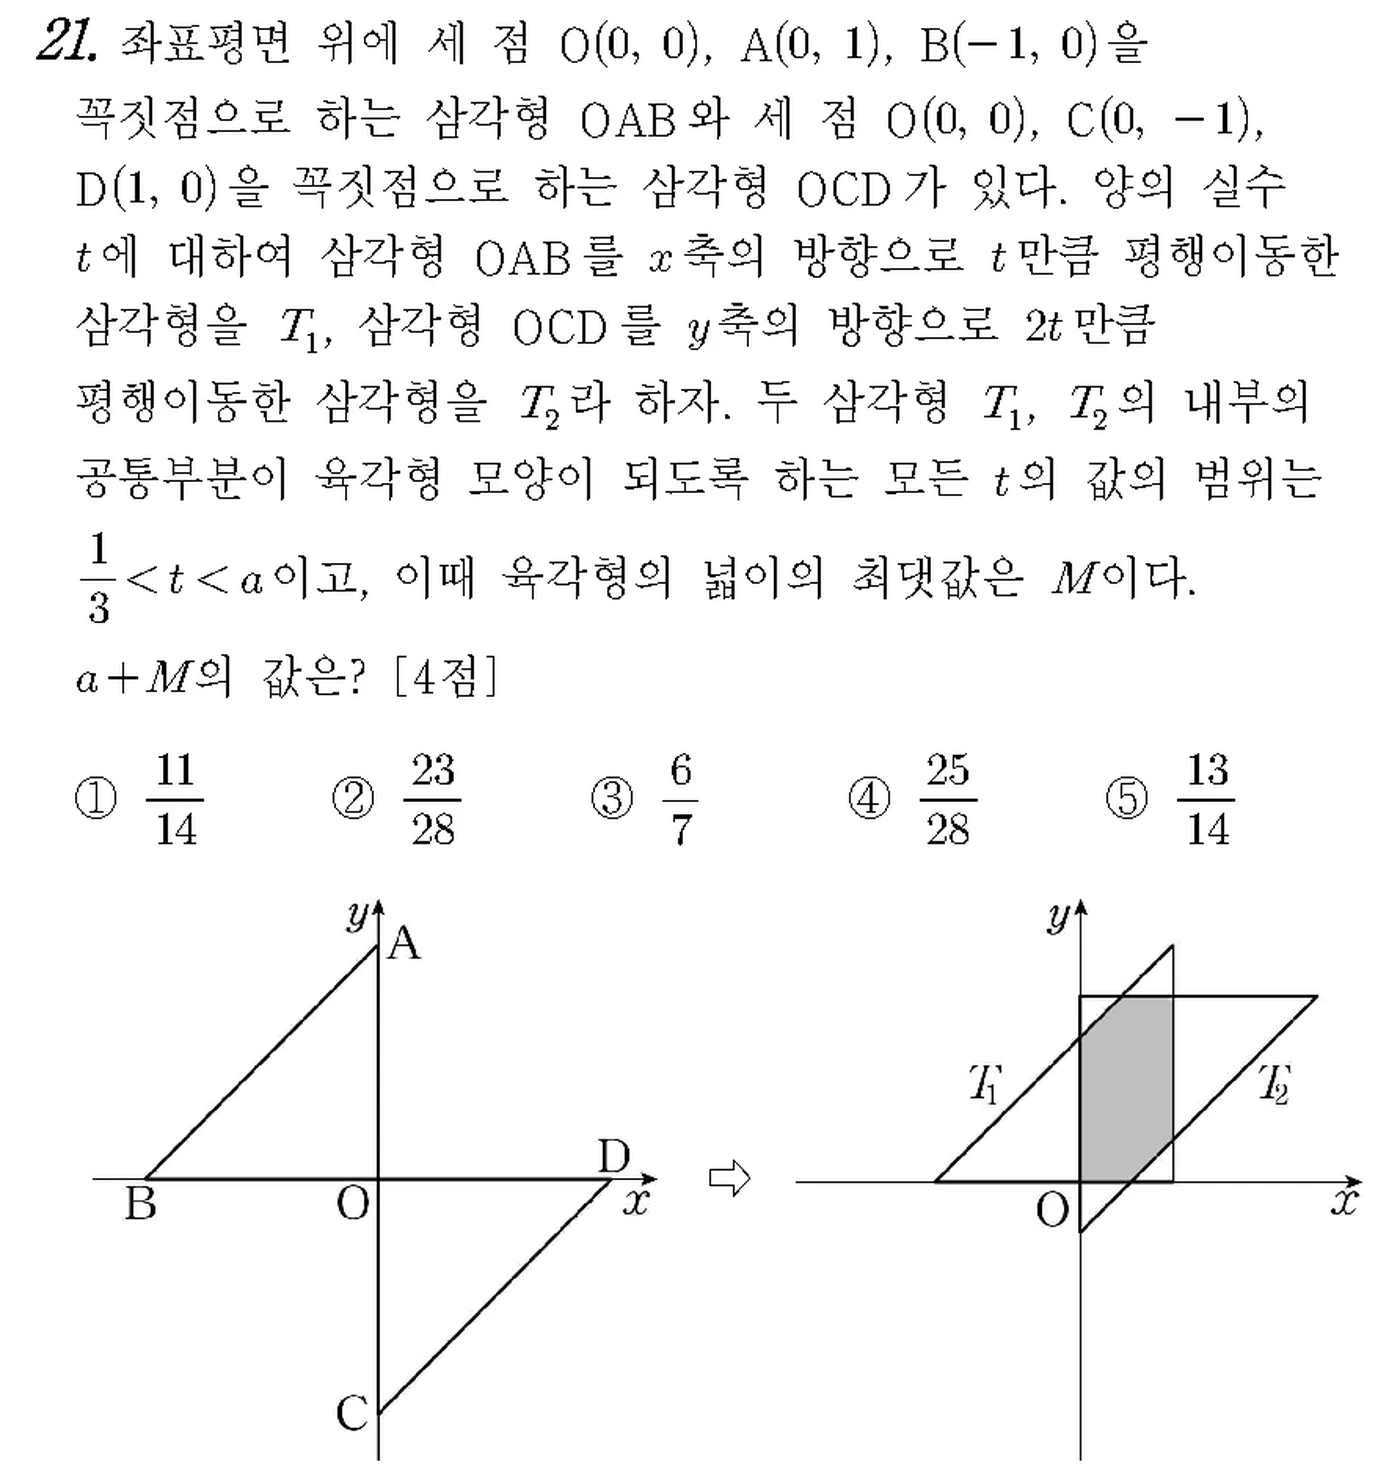 21. 좌표평면 위에 세 점 O(0, 0), A(0, 1), B(−1, 0)을
꼭짓점으로 하는 삼각형 OAB와 세 점 O(0, 0), C(0, −1),
D(1, 0)을 꼭짓점으로 하는 삼각형 OCD가 있다. 양의 실수
t에 대하여 삼각형 OAB를 x축의 방향으로 t만큼 평행이동한
삼각형을 T₁, 삼각형 OCD를 y축의 방향으로 2t만큼
평행이동한 삼각형을 T₂라 하자. 두 삼각형 T₁, T₂의 내부의
공통부분이 육각형 모양이 되도록 하는 모든 t의 값의 범위는
1/3 < t < a이고, 이때 육각형의 넓이의 최댓값은 M이다.
a+M의 값은? [4점]
① 11/14 ② 23/28 ③ 6/7 ④ 25/28 ⑤ 13/14
y A B O D x C
⇨
y T₁ T₂ O x